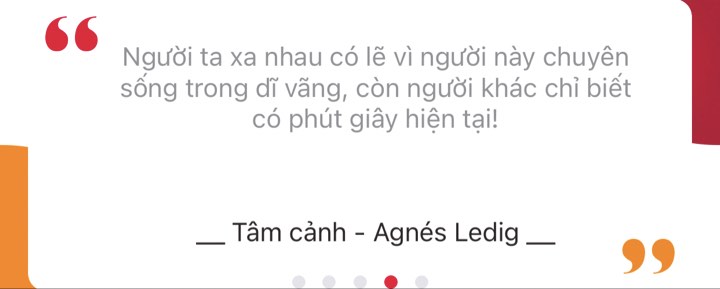 Người ta xa nhau có lẽ vì người này chuyên
sống trong dĩ vãng, còn người khác chỉ biết
có phút giây hiện tại!
__ Tâm cảnh - Agnés Ledig __